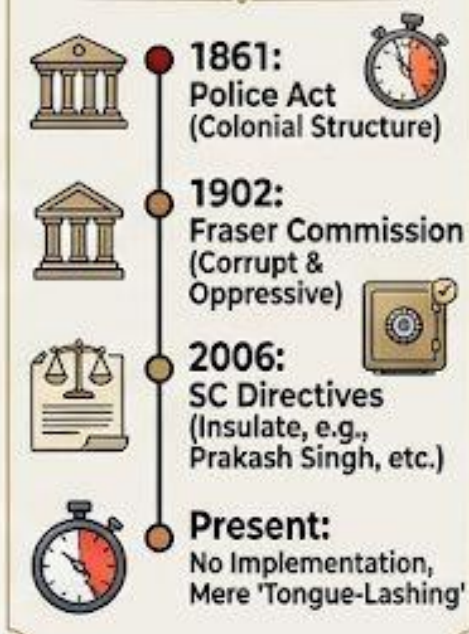 1861:
Police Act
(Colonial Structure)
1902:
Fraser Commission
(Corrupt &
Oppressive)
2006:
SC Directives
(Insulate, e.g.,
Prakash Singh, etc.)
Present:
No Implementation,
Mere 'Tongue-Lashing'